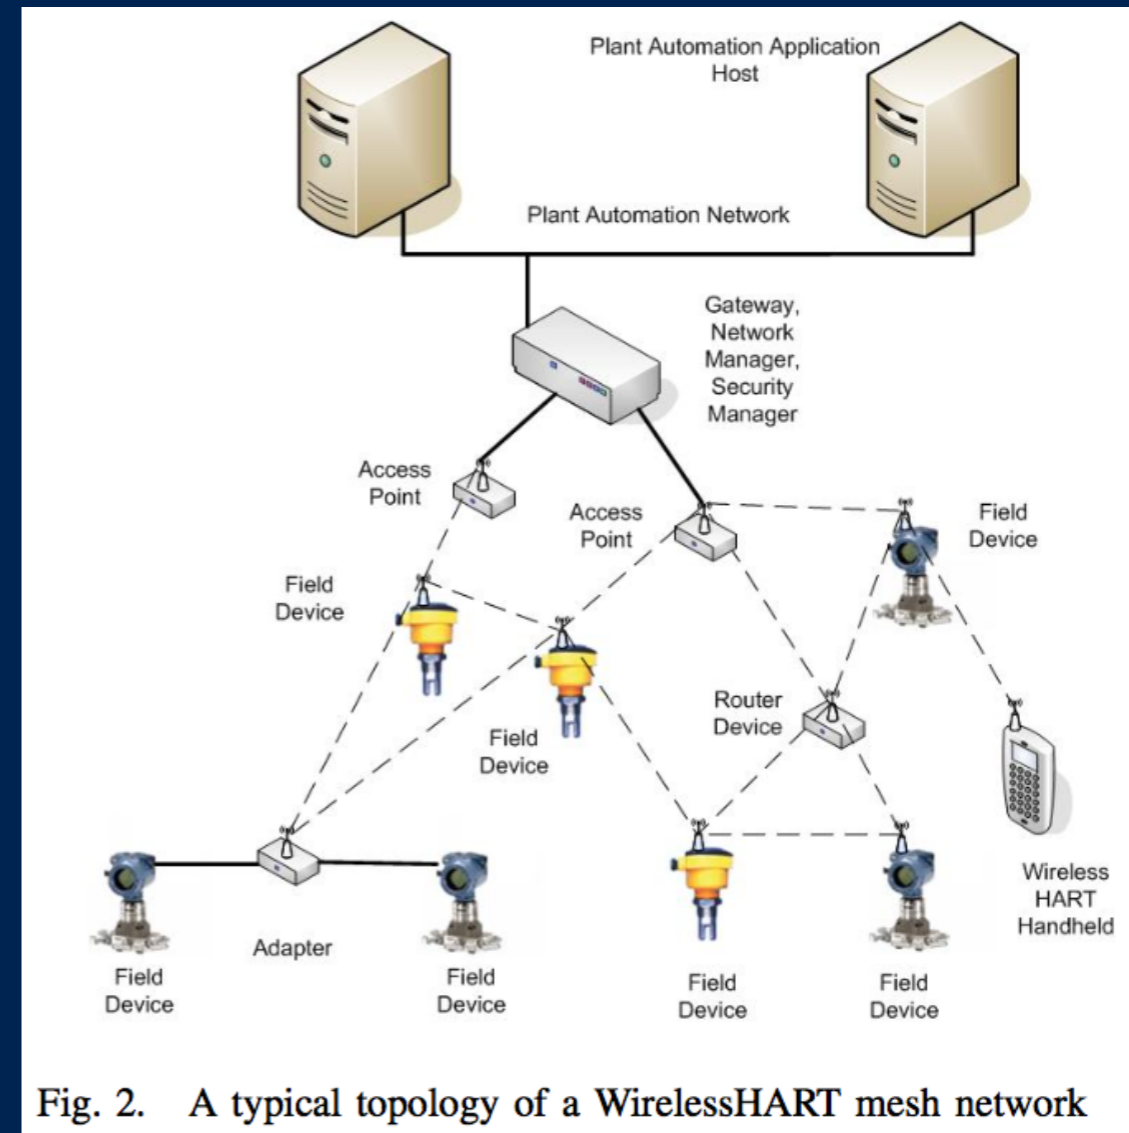 Plant Automation Application
Host
Plant Automation Network
Gateway,
Network
Manager,
Security
Manager
Access
Point
Access
Point
Field
Device
Field
Device
Field
Device
Router
Device
Wireless
HART
Handheld
Adapter
Field
Device
Field
Device
Field
Device
Field
Device
Fig. 2. A typical topology of a WirelessHART mesh network